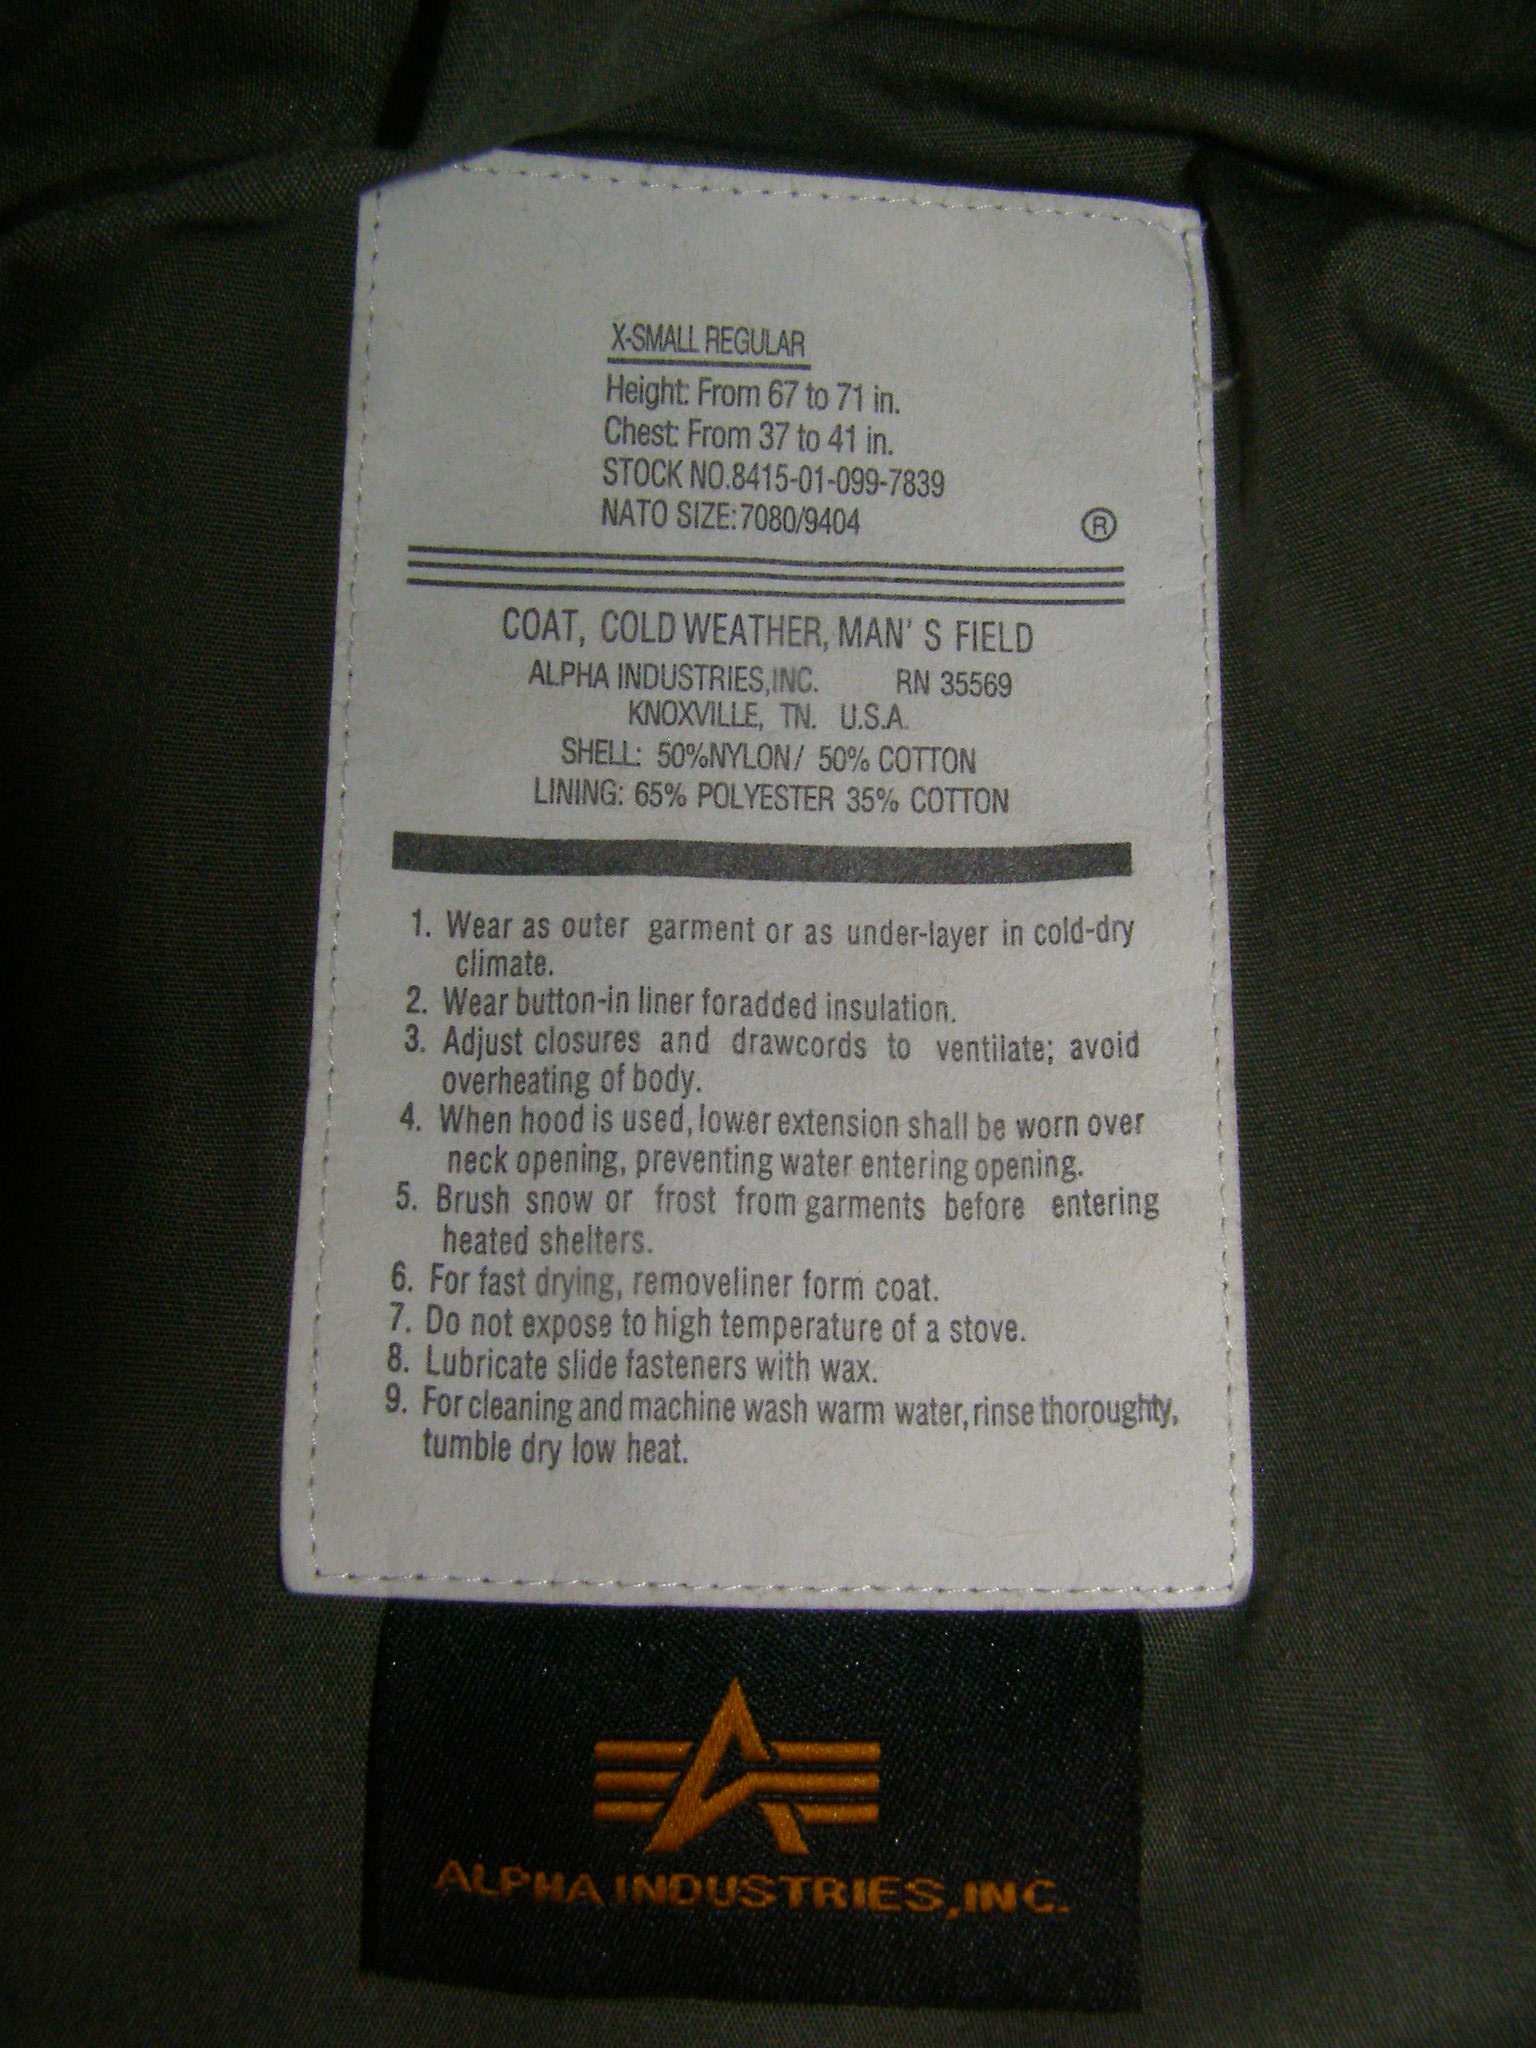 X-SMALL REGULAR
Height: From 67 to 71 in.
Chest: From 37 to 41 in.
STOCK NO.8415-01-099-7839
NATO SIZE:7080/9404 ®
COAT, COLD WEATHER, MAN' S FIELD
ALPHA INDUSTRIES,INC. RN 35569
KNOXVILLE, TN. U.S.A.
SHELL: 50%NYLON/ 50% COTTON
LINING: 65% POLYESTER 35% COTTON
1. Wear as outer garment or as under-layer in cold-dry
climate.
2. Wear button-in liner foradded insulation.
3. Adjust closures and drawcords to ventilate; avoid
overheating of body.
4. When hood is used, lower extension shall be worn over
neck opening, preventing water entering opening.
5. Brush snow or frost from garments before entering
heated shelters.
6. For fast drying, removeliner form coat.
7. Do not expose to high temperature of a stove.
8. Lubricate slide fasteners with wax.
9. For cleaning and machine wash warm water, rinse thoroughty,
tumble dry low heat.
ALPHA INDUSTRIES,INC.